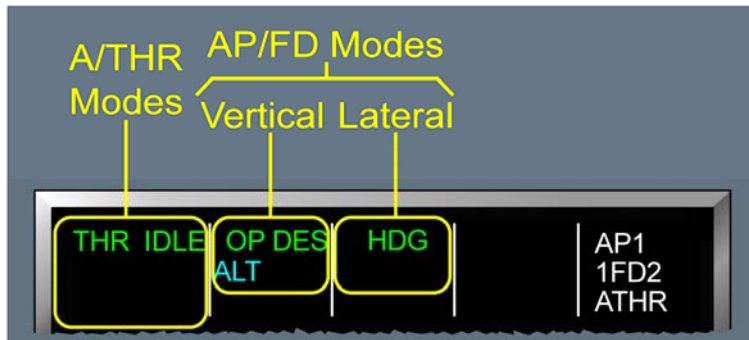 A/THR
Modes
AP/FD Modes
Vertical Lateral
THR IDLE OP DES HDG
ALT
AP1
1FD2
ATHR